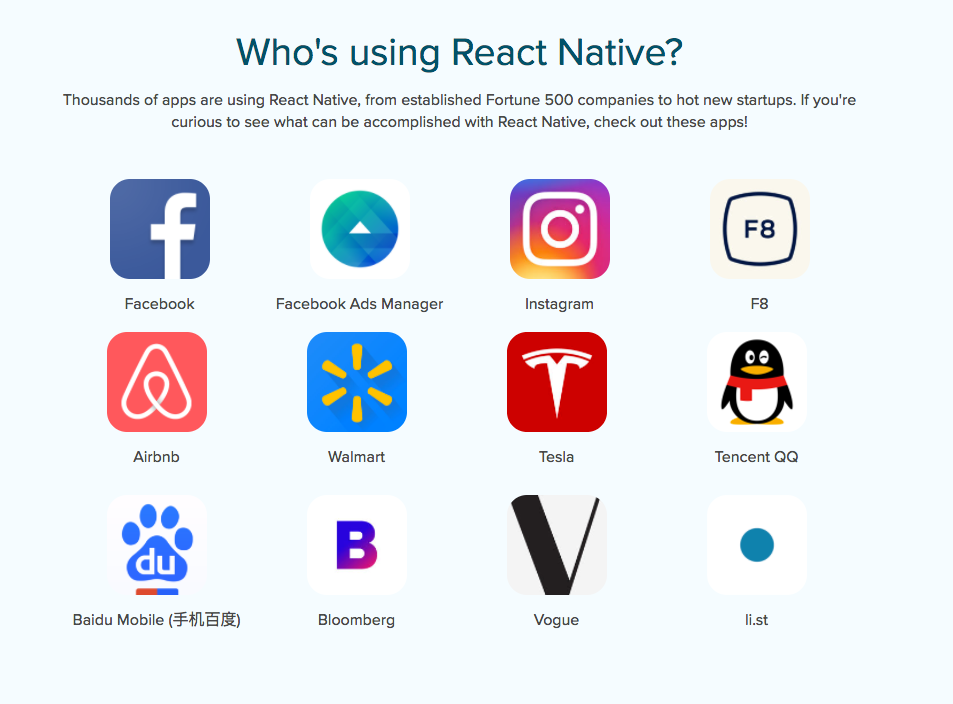 Who's using React Native?
Thousands of apps are using React Native, from established Fortune 500 companies to hot new startups. If you're
curious to see what can be accomplished with React Native, check out these apps!
f
F8
Facebook
Facebook Ads Manager
Instagram
F8
T
Airbnb
Walmart
Tesla
Tencent QQ
du
B
V
Baidu Mobile (手机百度)
Bloomberg
Vogue
li.st